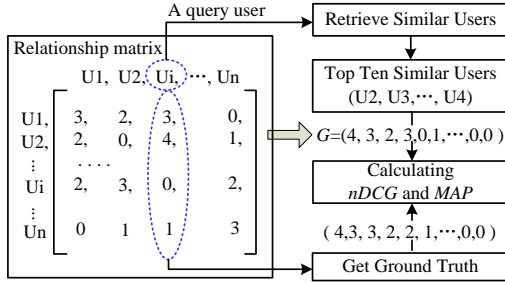 A query user
Relationship matrix
U1, U2, Ui, ⋯, Un
U1, 3, 2, 3, 0,
U2, 2, 0, 4, 1,
⋮ ····
Ui 2, 3, 0, 2,
⋮
Un 0 1 1 3
Retrieve Similar Users
Top Ten Similar Users
(U2, U3,⋯, U4)
G=(4, 3, 2, 3,0,1,⋯,0,0 )
Calculating
nDCG and MAP
( 4,3, 3, 2, 2, 1,⋯,0,0 )
Get Ground Truth